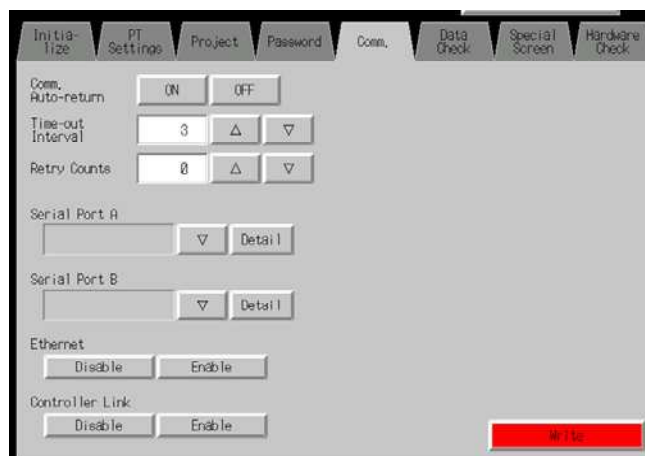 Initia-
lize
PT
Settings
Project
Password
Comm.
Data
Check
Special
Screen
Hardware
Check
Comm.
Auto-return
ON
OFF
Time-out
Interval
3
△
▽
Retry Counts
0
△
▽
Serial Port A
▽
Detail
Serial Port B
▽
Detail
Ethernet
Disable
Enable
Controller Link
Disable
Enable
Write